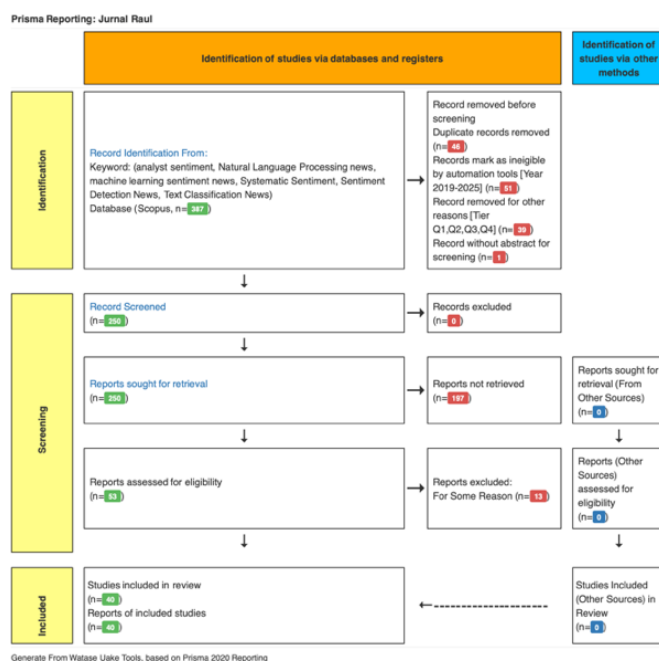 Prisma Reporting: Jurnal Raul
Identification of studies via databases and registers
Identification of
studies via other
methods
Identification
Record Identification From:
Keyword: (analyst sentiment, Natural Language Processing news,
machine learning sentiment news, Systematic Sentiment, Sentiment
Detection News, Text Classification News)
Database (Scopus, n=387)
Record removed before
screening
Duplicate records removed
(n=46)
Records mark as ineigible
by automation tools [Year
2019-2025] (n=51)
Record removed for other
reasons [Tier
Q1,Q2,Q3,Q4] (n=39)
Record without abstract for
screening (n=1)
Screening
Record Screened
(n=250)
Records excluded
(n=0)
Reports sought for retrieval
(n=250)
Reports not retrieved
(n=197)
Reports sought for
retrieval (From
Other Sources)
(n=0)
Reports assessed for eligibility
(n=53)
Reports excluded:
For Some Reason (n=13)
Reports (Other
Sources)
assessed for
eligibility
(n=0)
Included
Studies included in review
(n=40)
Reports of included studies
(n=40)
Studies Included
(Other Sources) in
Review
(n=0)
Generate From Watase Uake Tools, based on Prisma 2020 Reporting